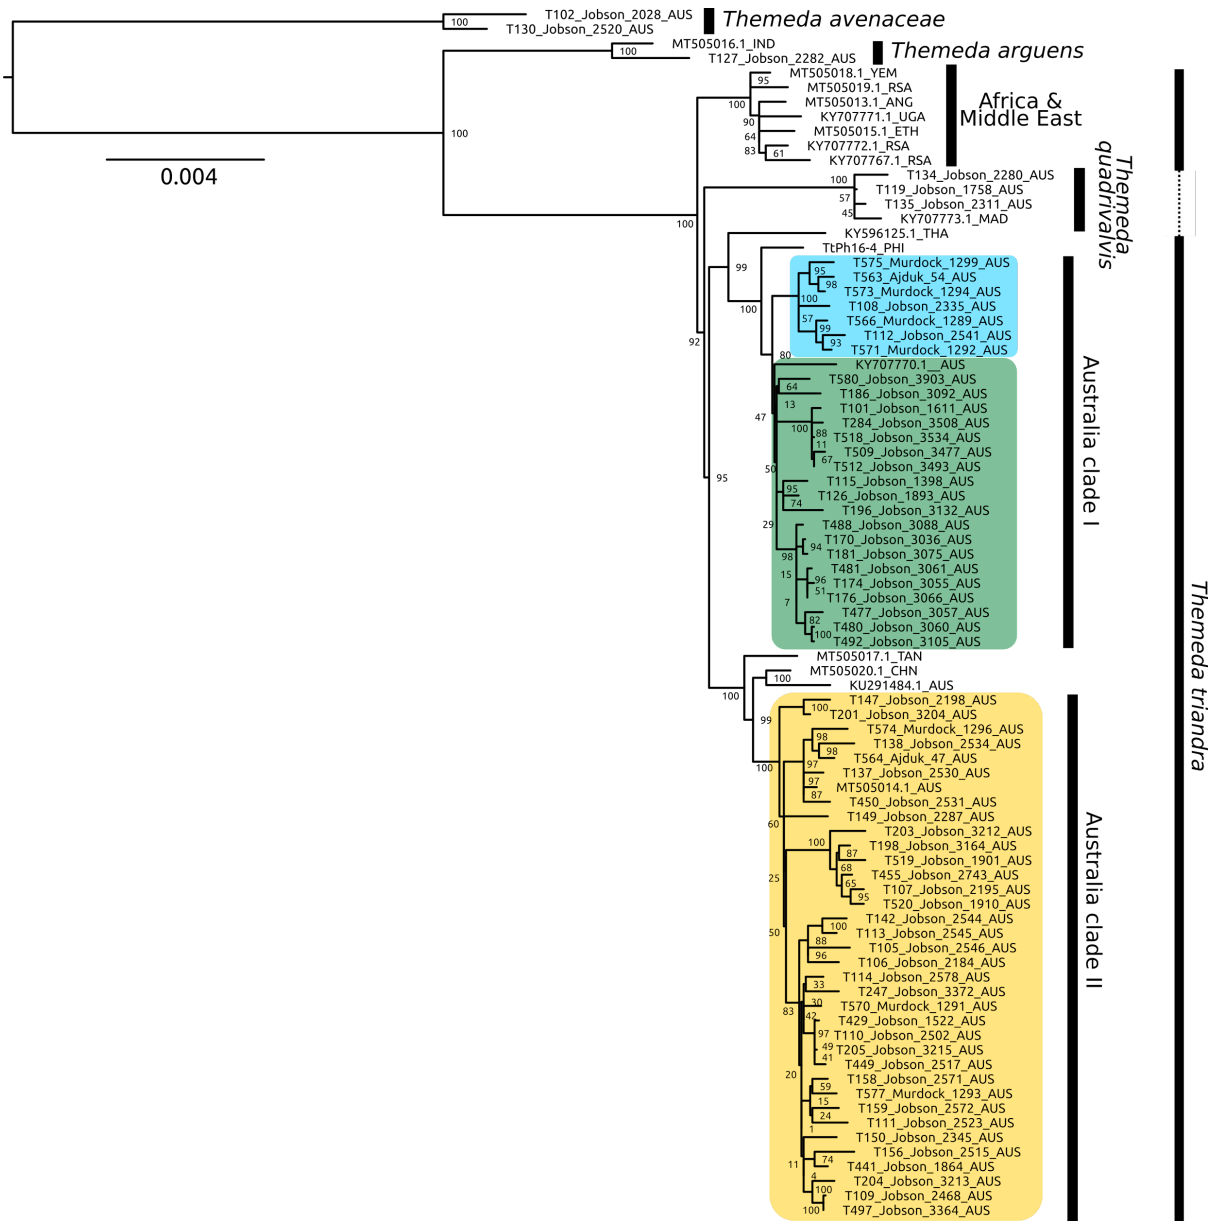 T102_Jobson_2028_AUS
100
T130_Jobson_2520_AUS
Themeda avenaceae
MT505016.1_IND
100
T127_Jobson_2282_AUS
Themeda arguens
100
0.004
MT505018.1_YEM
95
MT505019.1_RSA
100
MT505013.1_ANG
90
KY707771.1_UGA
64
MT505015.1_ETH
83
KY707772.1_RSA
61
KY707767.1_RSA
Africa &
Middle East
100
T134_Jobson_2280_AUS
100
T119_Jobson_1758_AUS
57
T135_Jobson_2311_AUS
45
KY707773.1_MAD
Themeda
quadrivalvis
92
KY596125.1_THA
99
TtPh16-4_PHI
100
T575_Murdock_1299_AUS
95
T563_Ajduk_54_AUS
98
T573_Murdock_1294_AUS
100
T108_Jobson_2335_AUS
57
T566_Murdock_1289_AUS
99
T112_Jobson_2541_AUS
93
T571_Murdock_1292_AUS
80
KY707770.1__AUS
T580_Jobson_3903_AUS
64
T186_Jobson_3092_AUS
13
47
T101_Jobson_1611_AUS
100
T284_Jobson_3508_AUS
88
T518_Jobson_3534_AUS
11
T509_Jobson_3477_AUS
67
T512_Jobson_3493_AUS
50
95
T115_Jobson_1398_AUS
95
T126_Jobson_1893_AUS
74
T196_Jobson_3132_AUS
29
T488_Jobson_3088_AUS
T170_Jobson_3036_AUS
94
T181_Jobson_3075_AUS
98
T481_Jobson_3061_AUS
15
96
T174_Jobson_3055_AUS
51
T176_Jobson_3066_AUS
7
T477_Jobson_3057_AUS
82
T480_Jobson_3060_AUS
100
T492_Jobson_3105_AUS
Australia clade I
MT505017.1_TAN
100
MT505020.1_CHN
100
KU291484.1_AUS
99
T147_Jobson_2198_AUS
100
T201_Jobson_3204_AUS
100
T574_Murdock_1296_AUS
98
T138_Jobson_2534_AUS
98
T564_Ajduk_47_AUS
97
T137_Jobson_2530_AUS
97
MT505014.1_AUS
87
T450_Jobson_2531_AUS
60
T149_Jobson_2287_AUS
T203_Jobson_3212_AUS
100
T198_Jobson_3164_AUS
87
T519_Jobson_1901_AUS
68
T455_Jobson_2743_AUS
25
65
T107_Jobson_2195_AUS
95
T520_Jobson_1910_AUS
50
T142_Jobson_2544_AUS
100
T113_Jobson_2545_AUS
88
T105_Jobson_2546_AUS
96
T106_Jobson_2184_AUS
T114_Jobson_2578_AUS
33
T247_Jobson_3372_AUS
83
30
T570_Murdock_1291_AUS
42
T429_Jobson_1522_AUS
97
T110_Jobson_2502_AUS
49
T205_Jobson_3215_AUS
41
T449_Jobson_2517_AUS
20
T158_Jobson_2571_AUS
59
T577_Murdock_1293_AUS
15
T159_Jobson_2572_AUS
24
T111_Jobson_2523_AUS
1
T150_Jobson_2345_AUS
T156_Jobson_2515_AUS
11
74
T441_Jobson_1864_AUS
4
T204_Jobson_3213_AUS
100
T109_Jobson_2468_AUS
100
T497_Jobson_3364_AUS
Australia clade II
Themeda triandra